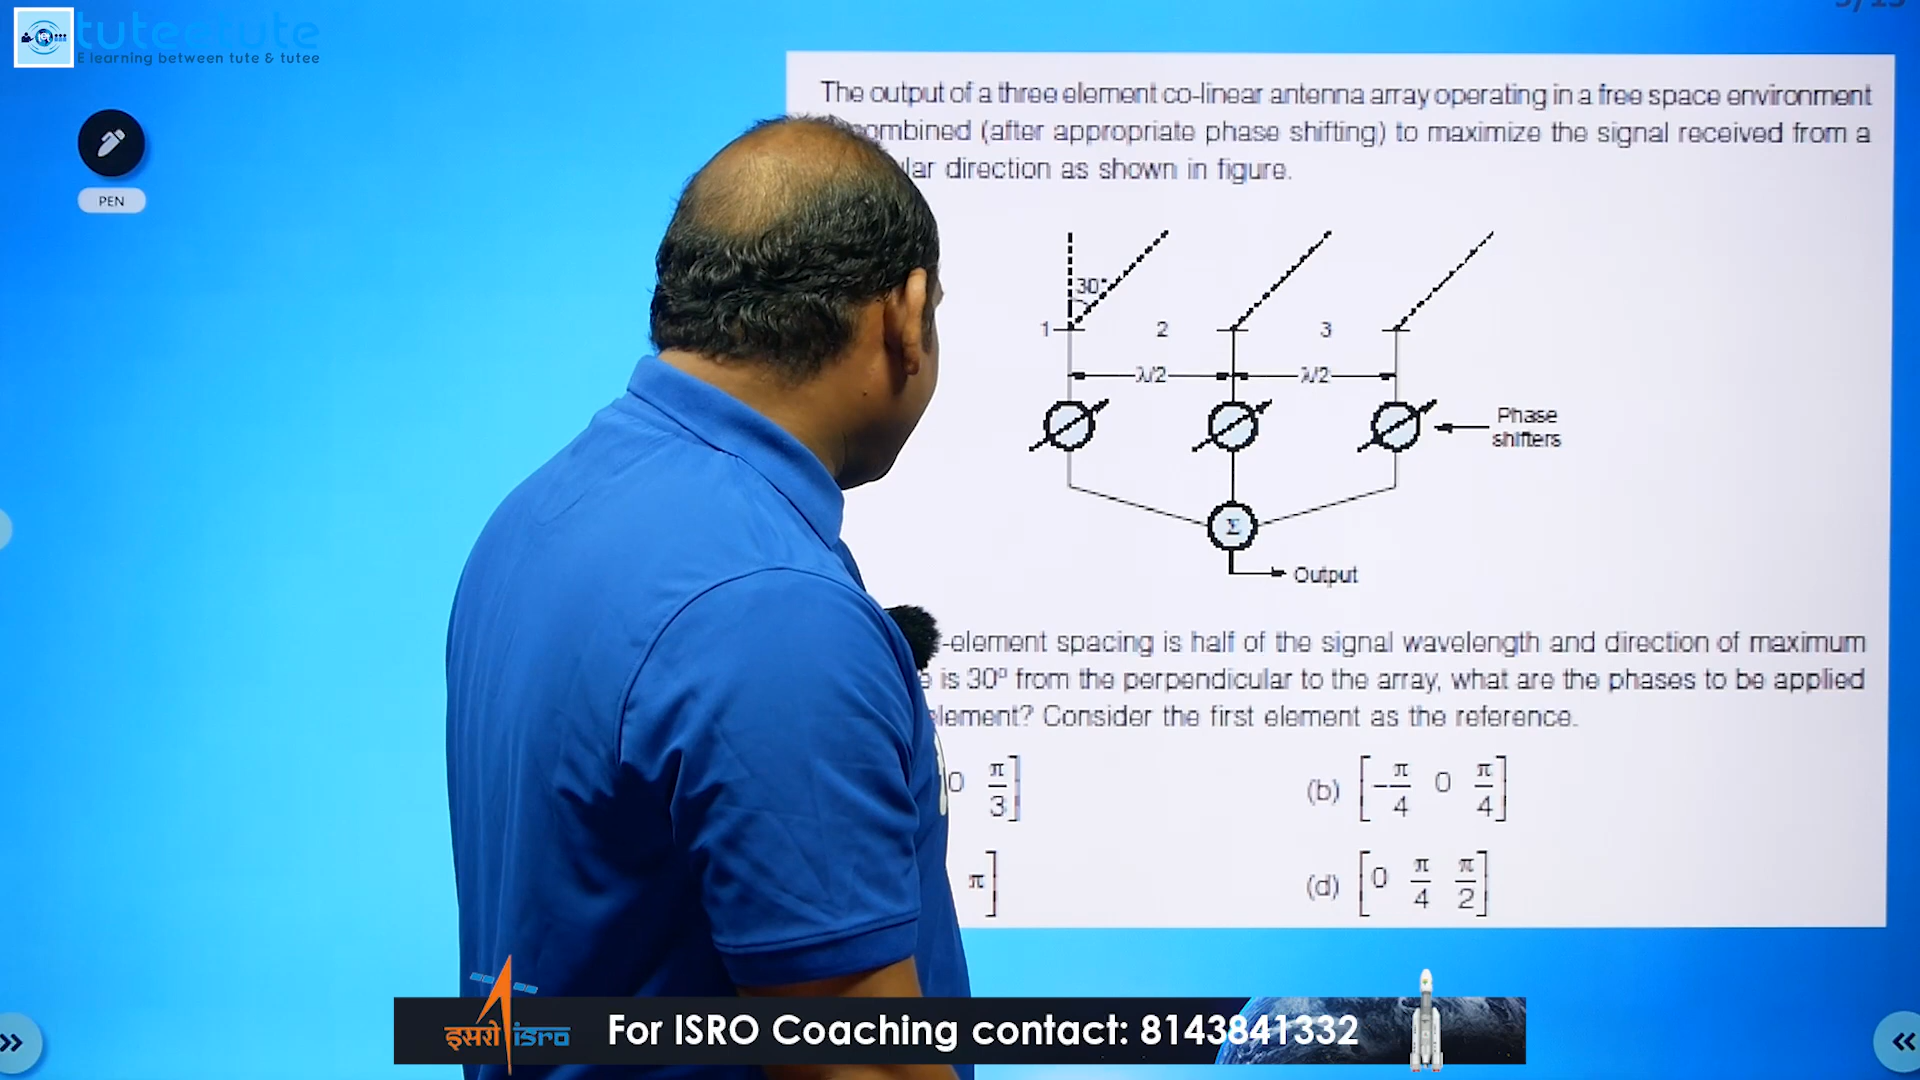 tutectute
E learning between tute & tutee
PEN
The output of a three element co-linear antenna array operating in a free space environment
combined (after appropriate phase shifting) to maximize the signal received from a
direction as shown in figure.
30°
1 2 3
λ/2 λ/2
Phase
shifters
Σ
Output
-element spacing is half of the signal wavelength and direction of maximum
is 30° from the perpendicular to the array, what are the phases to be applied
element? Consider the first element as the reference.
0 π/3]
(b) [-π/4 0 π/4]
π]
(d) [0 π/4 π/2]
इसरो isro
For ISRO Coaching contact: 8143841332